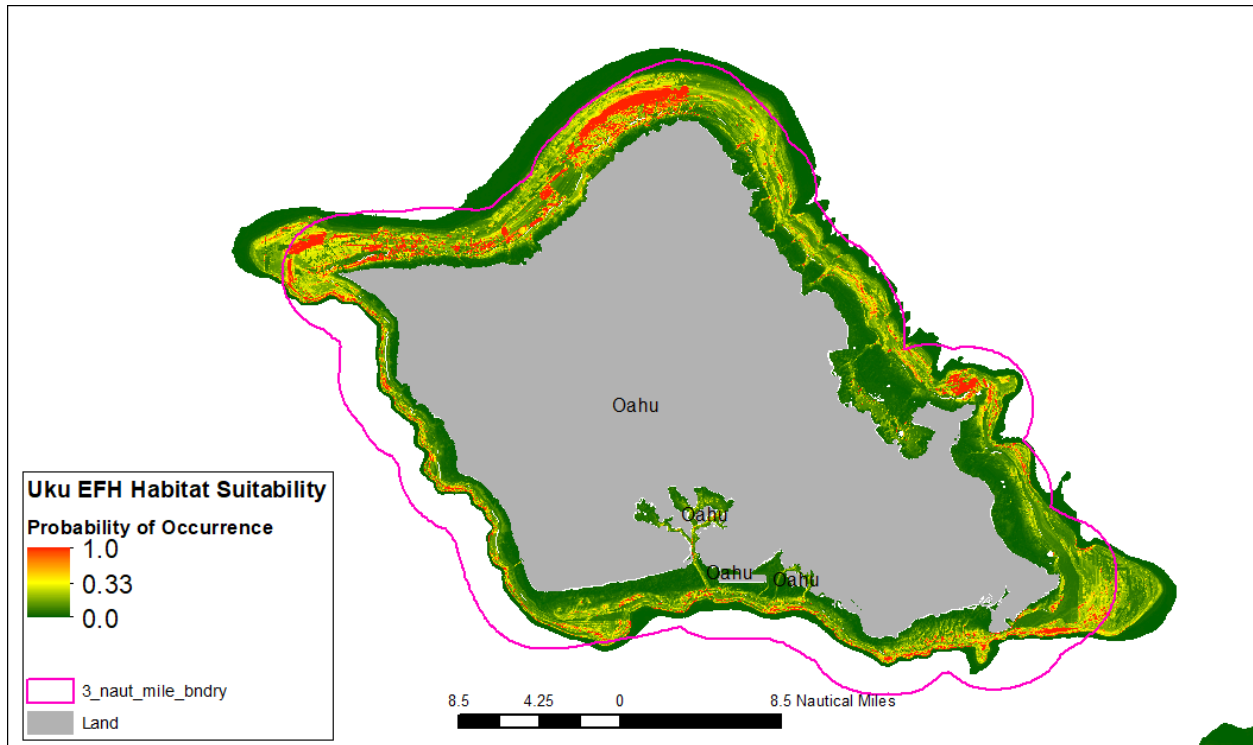 Oahu
Oahu
Oahu
Oahu
Uku EFH Habitat Suitability
Probability of Occurrence
1.0
0.33
0.0
3_naut_mile_bndry
Land
8.5 4.25 0 8.5 Nautical Miles